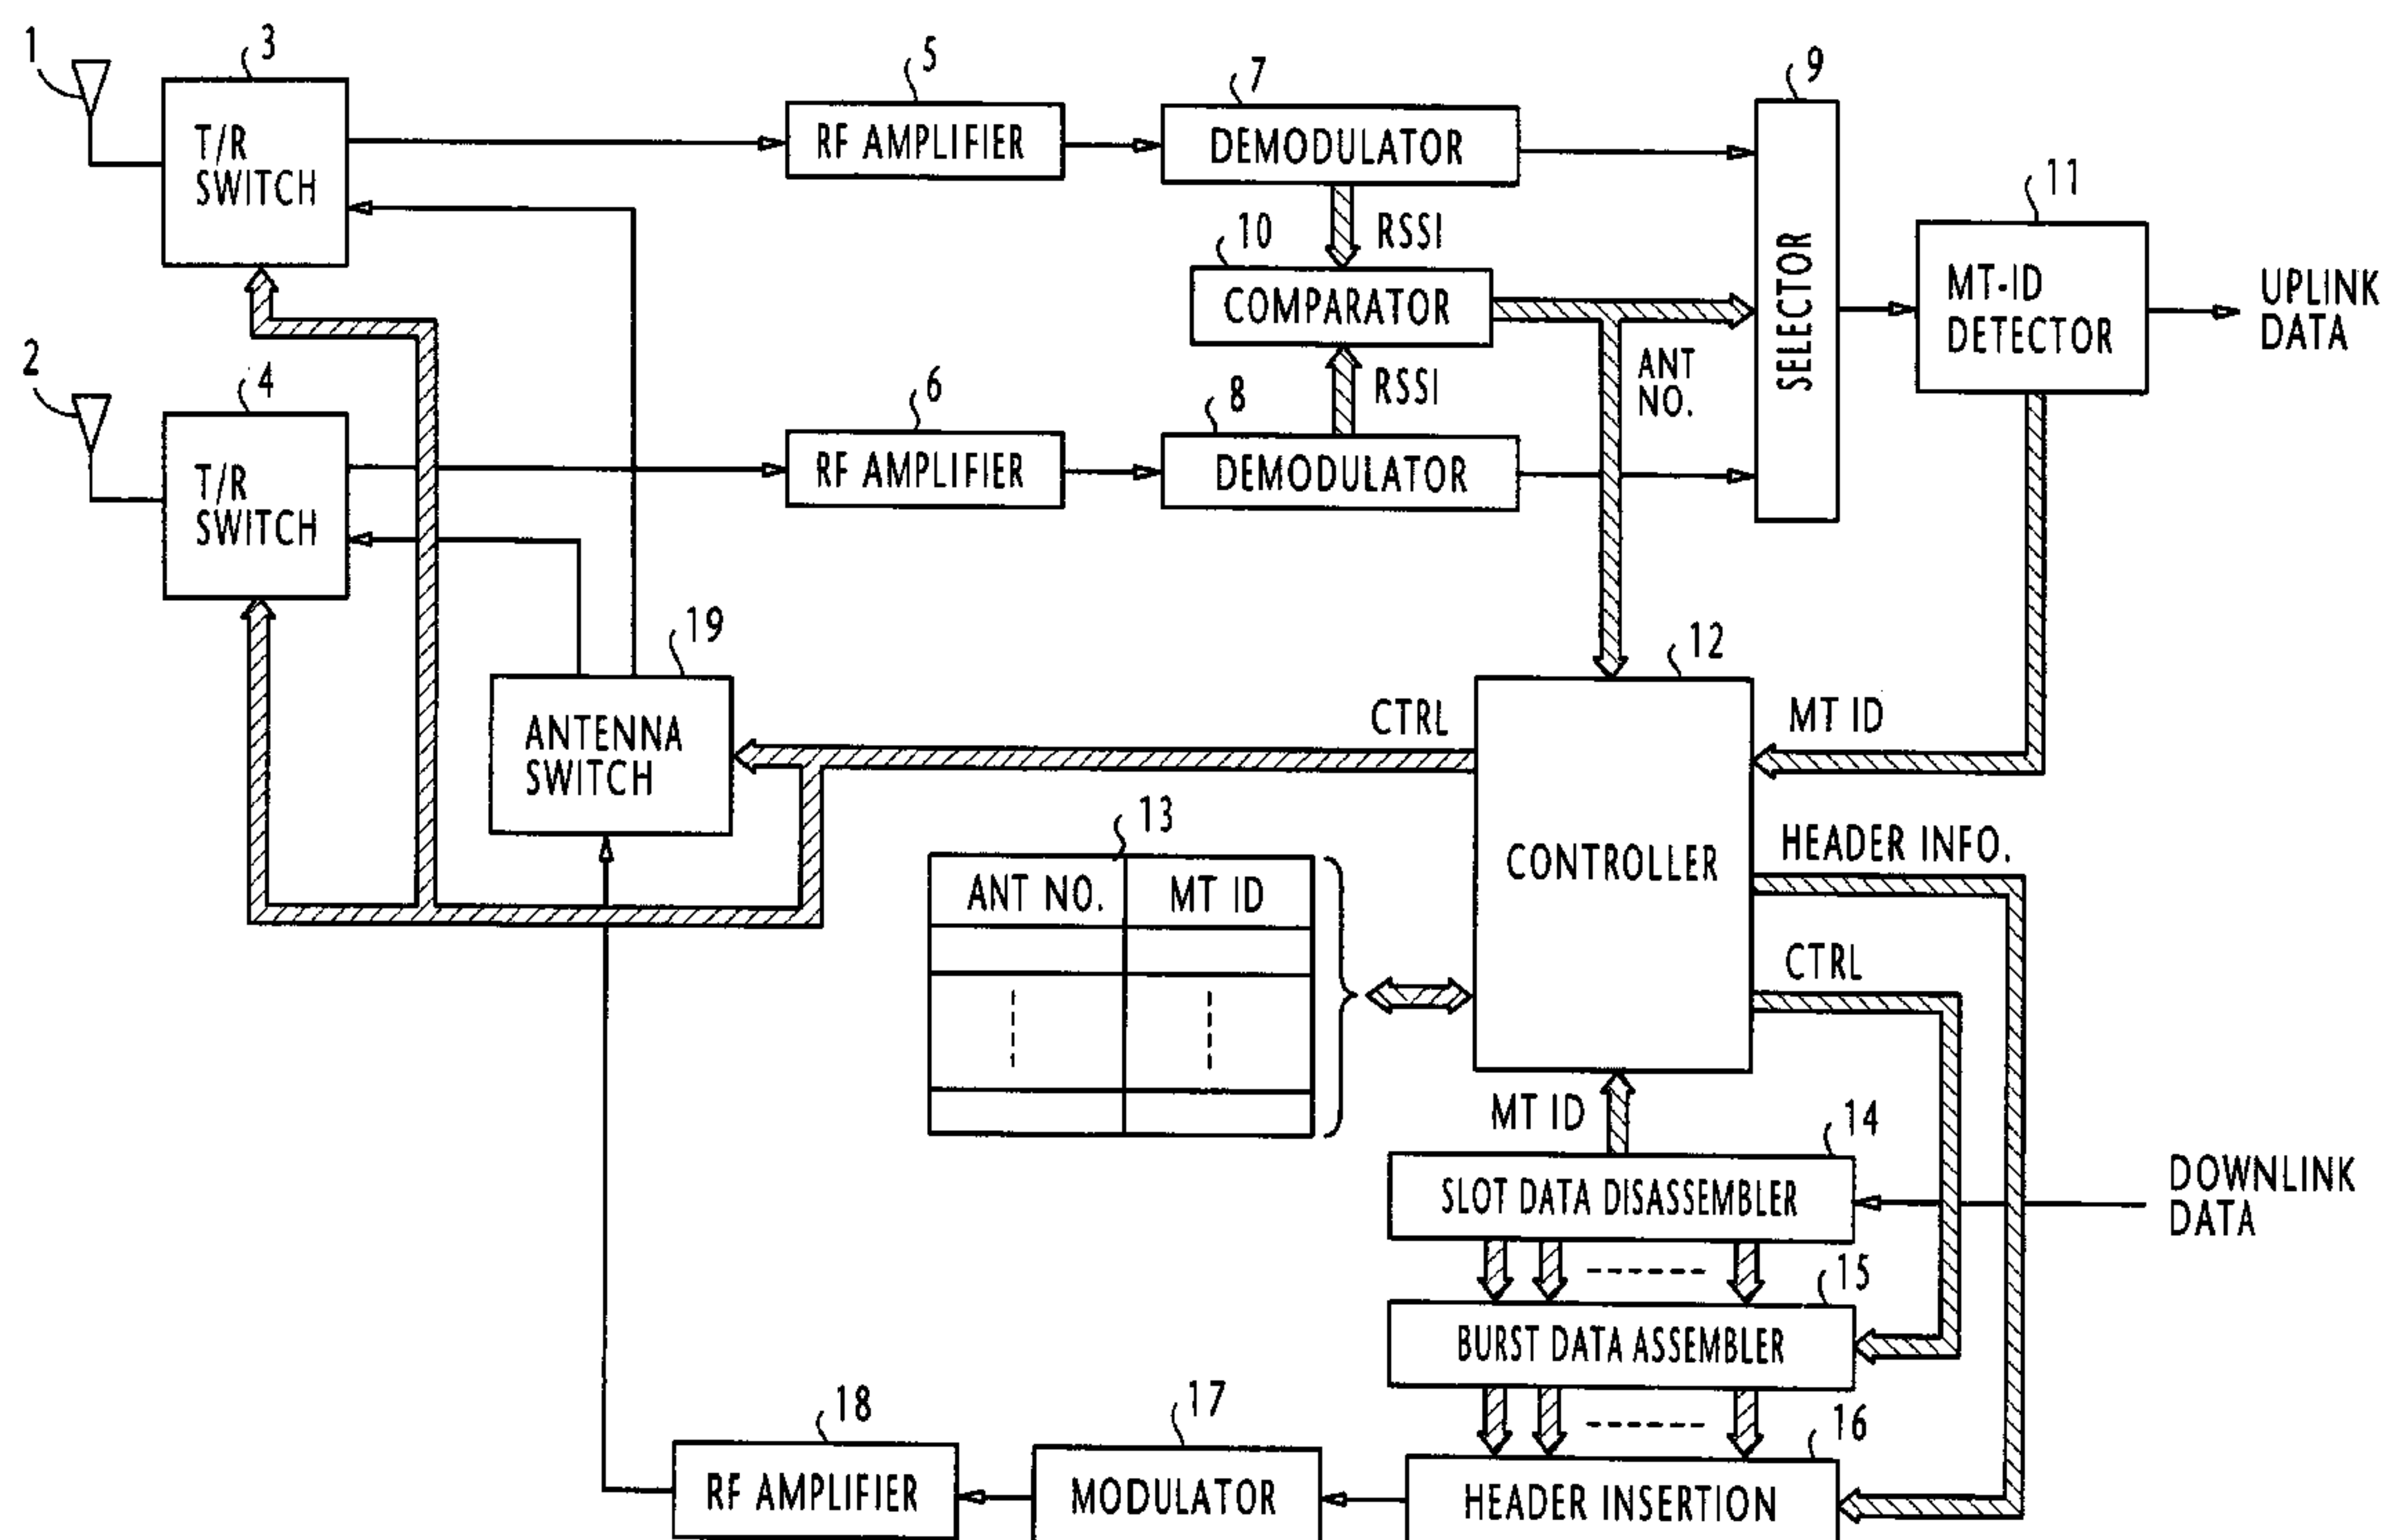 1
3
5
7
9
T/R
SWITCH
RF AMPLIFIER
DEMODULATOR
11
10
RSSI
SELECTOR
MT-ID
DETECTOR
UPLINK
DATA
COMPARATOR
2
4
6
8
RSSI
ANT
NO.
T/R
SWITCH
RF AMPLIFIER
DEMODULATOR
19
12
ANTENNA
SWITCH
CTRL
MT ID
13
CONTROLLER
HEADER INFO.
ANT NO.
MT ID
CTRL
MT ID
14
SLOT DATA DISASSEMBLER
DOWNLINK
DATA
15
BURST DATA ASSEMBLER
18
17
16
RF AMPLIFIER
MODULATOR
HEADER INSERTION